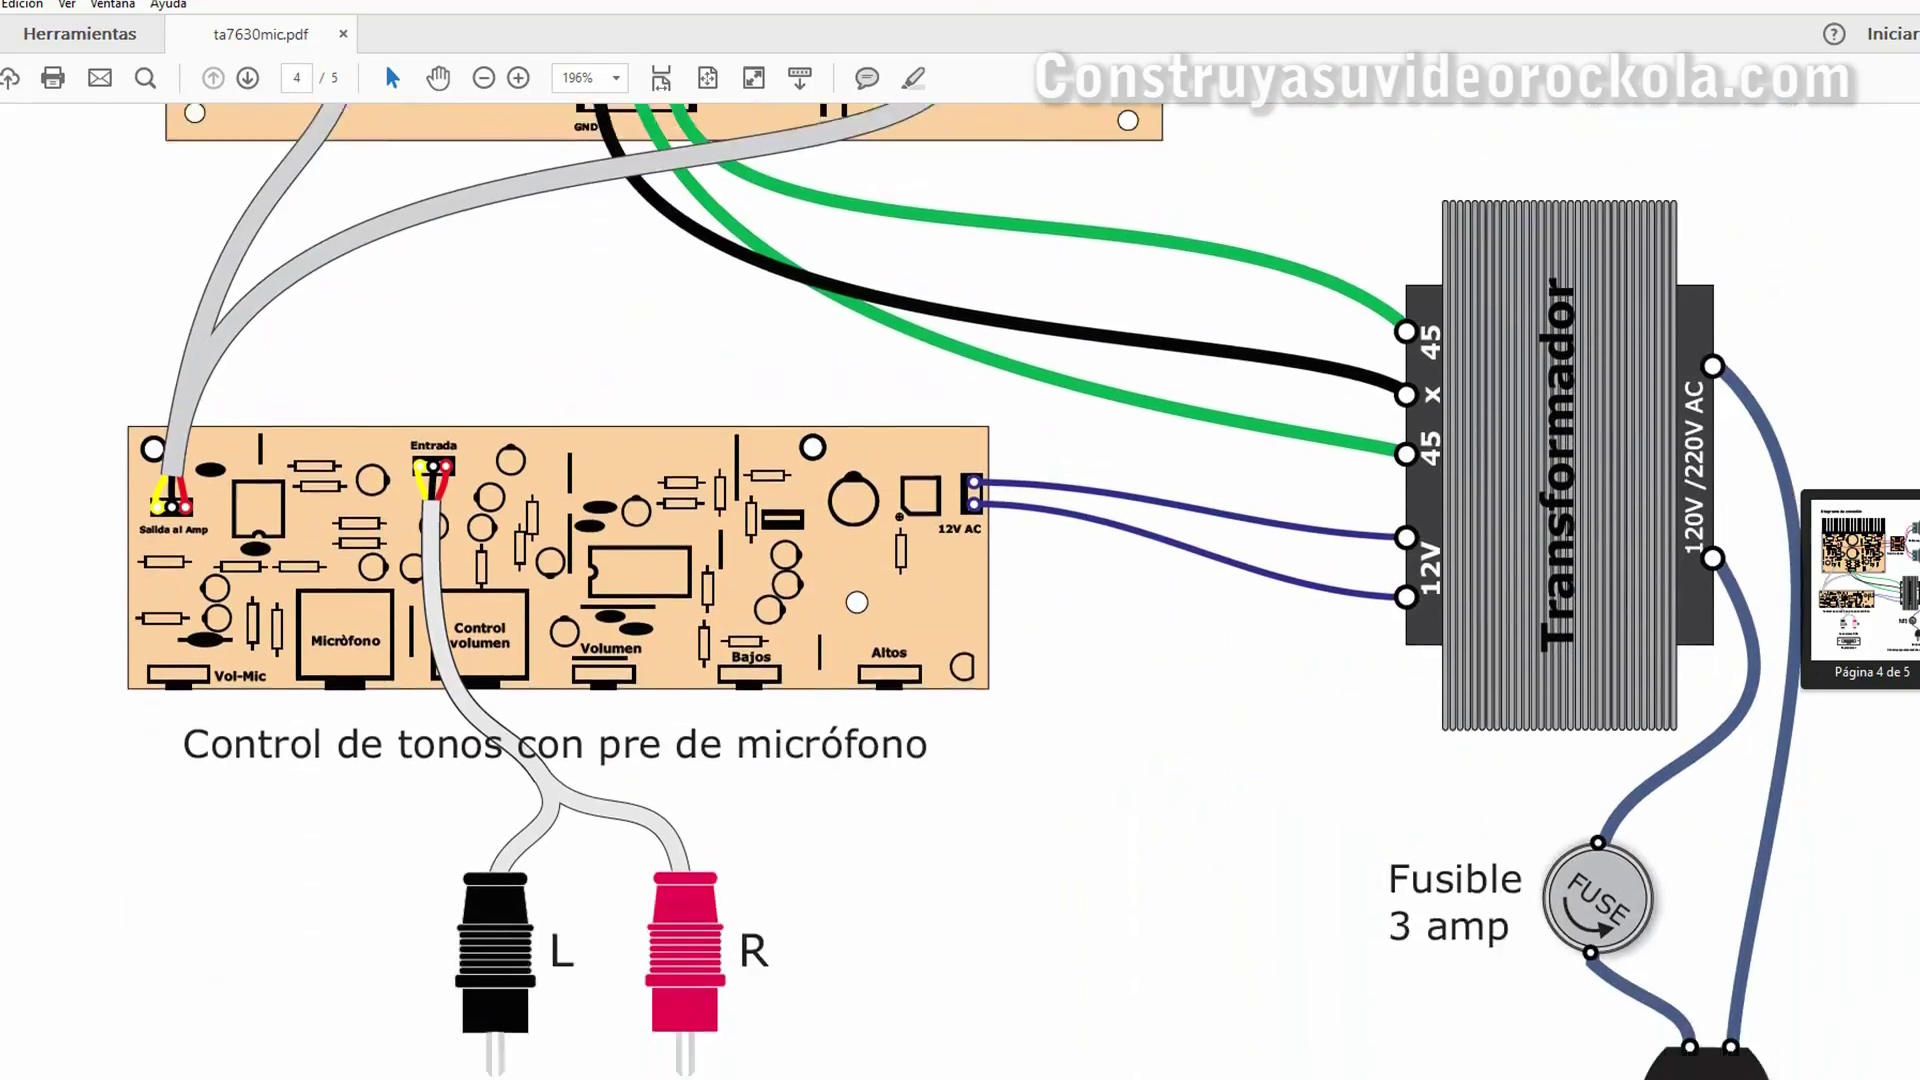 Edición Ver Ventana Ayuda
Herramientas
ta7630mic.pdf
Iniciar
4 / 5
196%
Construyasuvideorockola.com
GND
45
X
45
12V
Transformador
120V /220V AC
Entrada
Salida al Amp
12V AC
Micròfono
Control
volumen
Volumen
Bajos
Altos
Vol-Mic
Control de tonos con pre de micrófono
Página 4 de 5
L
R
Fusible
3 amp
FUSE